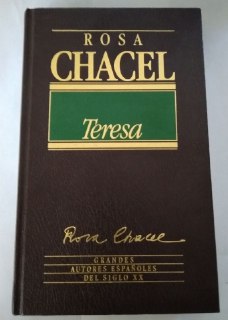 ROSA
CHACEL
Teresa
Rosa Chacel
GRANDES
AUTORES ESPAÑOLES
DEL SIGLO XX